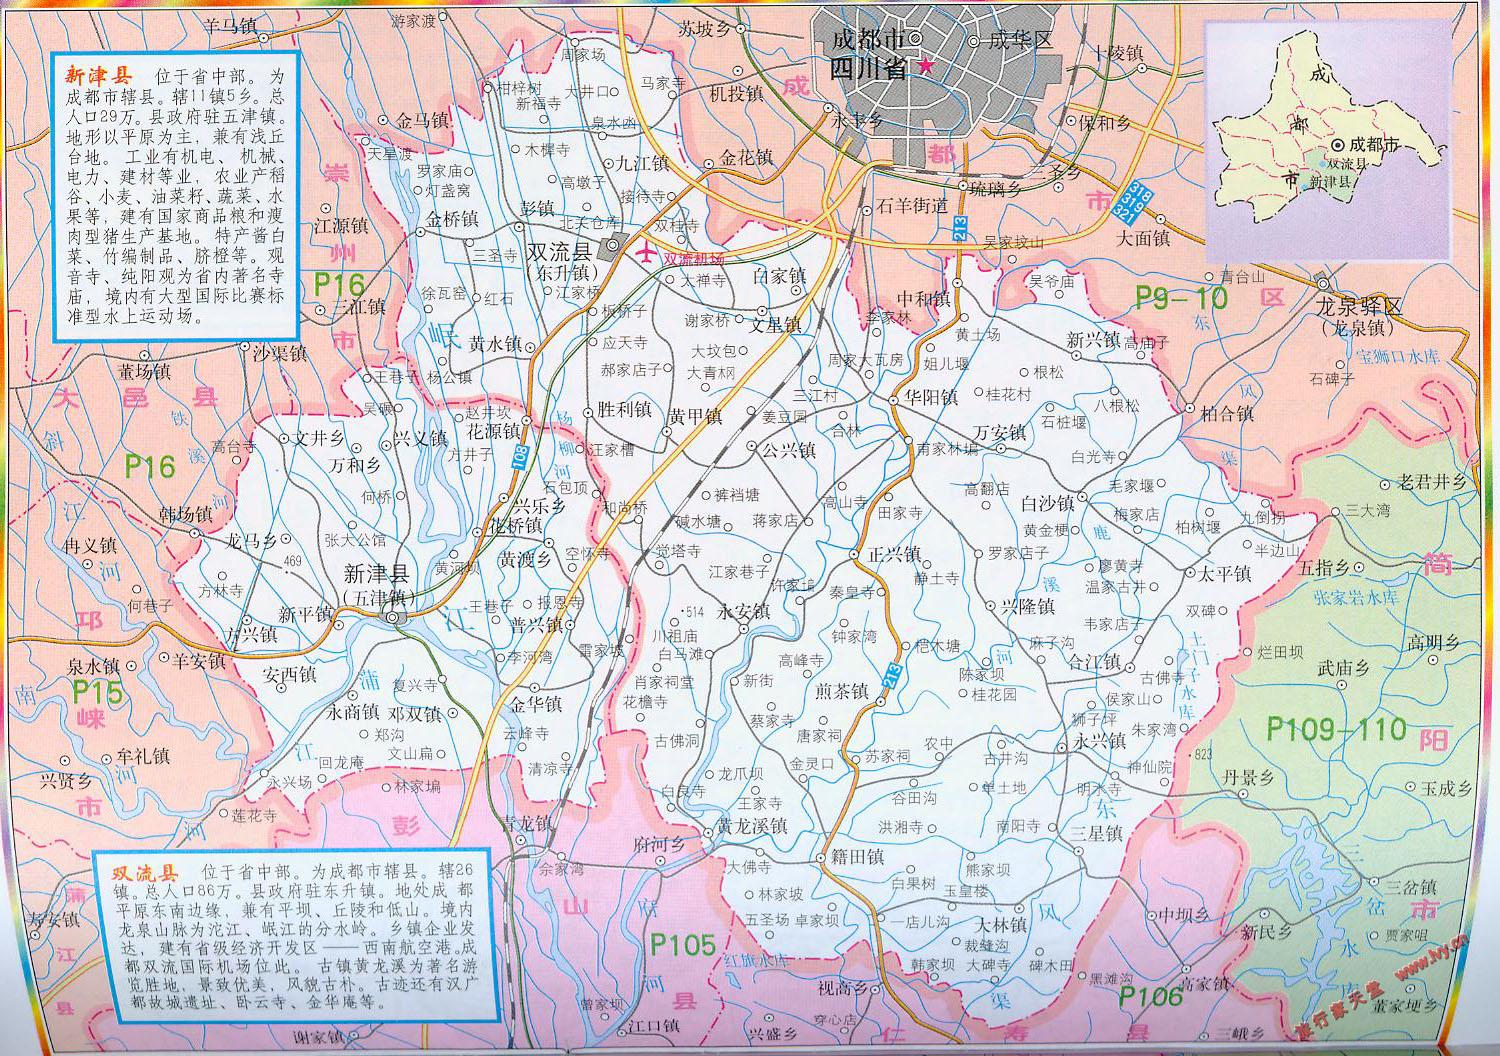 新津县 位于省中部。为
成都市辖县。辖11镇5乡。总
人口29万。县政府驻五津镇。
地形以平原为主，兼有浅丘
台地。工业有机电、机械、
电力、建材等业，农业产稻
谷、小麦、油菜籽、蔬菜、水
果等，建有国家商品粮和瘦
肉型猪生产基地。特产酱白
菜、竹编制品、脐橙等。观
音寺、纯阳观为省内著名寺
庙，境内有大型国际比赛标
准型水上运动场。
羊马镇
游家渡
苏坡乡
成都市
成华区
四川省
十陵镇
周家场
柑梓树
大井口
马家寺
新福寺
机投镇
成
永丰乡
保和乡
金马镇
泉水凼
天星渡
木樨寺
九江镇
金花镇
都
市
三圣乡
琉璃乡
罗家庙
灯盏窝
高墩子
接待寺
石羊街道
318
319
321
213
大面镇
崇
州
市
江源镇
金桥镇
彭镇
北关仓库
双桂寺
吴家坟山
三圣寺
双流县
(东升镇)
双流机场
大禅寺
白家镇
吴爷庙
青台山
P16
三江镇
徐瓦窑
红石
江家桥
中和镇
P9-10
区
龙泉驿区
(龙泉镇)
板桥子
谢家桥
文星镇
李家林
黄土场
新兴镇
高庙子
东
岷
黄水镇
应天寺
大坟包
周家大瓦房
姐儿堰
宝狮口水库
沙渠镇
董场镇
王巷子
杨公镇
郝家店子
大青㭎
根松
石碑子
大
邑
县
吴碾
赵井坎
三江村
桂花村
八根松
风
柏合镇
铁
溪
河
斜
江
河
高台寺
文井乡
兴义镇
花源镇
杨
柳
河
胜利镇
黄甲镇
姜豆园
华阳镇
石桩堰
合林
万安镇
万和乡
方井子
汪家槽
公兴镇
甫家林塆
白光寺
渠
P16
108
何桥
石包顶
裤裆塘
高山寺
高翻店
毛家堰
老君井乡
韩场镇
兴乐乡
和尚桥
田家寺
白沙镇
梅家店
九倒拐
三大湾
花桥镇
碱水塘
蒋家店
黄金梗
鹿
溪
河
柏树堰
冉义镇
龙马乡
张大公馆
黄渡乡
空怀寺
觉塔寺
正兴镇
罗家店子
半边山
简
469
黄河坝
江家巷子
静土寺
廖黄寺
太平镇
五指乡
新津县
(五津镇)
方林寺
许家塆
秦皇寺
温家古井
张家岩水库
何巷子
新平镇
江
王巷子
报恩寺
514
永安镇
兴隆镇
双碑
邛
方兴镇
普兴镇
川祖庙
钟家湾
韦家店子
土
门
子
水
库
高明乡
泉水镇
羊安镇
李河湾
雷家坡
白马滩
桤木塘
麻子沟
合江镇
烂田坝
P15
南
河
安西镇
蒲
江
复兴寺
高峰寺
陈家坝
古佛寺
武庙乡
崃
肖家祠堂
新街
煎茶镇
213
桂花园
侯家山
永商镇
邓双镇
金华镇
花檐寺
蔡家寺
狮子坪
朱家湾
P109-110
阳
牟礼镇
郑沟
云峰寺
古佛洞
唐家祠
农中
永兴镇
823
兴贤乡
文山扁
清凉寺
苏家祠
古井沟
回龙庵
龙爪坝
金灵口
神仙院
丹景乡
市
永兴场
林家塆
白良寺
王家寺
谷田沟
单土地
明水寺
玉成乡
莲花寺
彭
青龙镇
黄龙溪镇
洪湘寺
南阳寺
东
三星镇
府河乡
余家湾
大佛寺
籍田镇
熊家坝
三
岔
水
库
三岔镇
双流县 位于省中部。为成都市辖县。辖26
镇。总人口86万。县政府驻东升镇。地处成都
平原东南边缘，兼有平坝、丘陵和低山。境内
龙泉山脉为沱江、岷江的分水岭。乡镇企业发
达，建有省级经济开发区——西南航空港。成
都双流国际机场位此。古镇黄龙溪为著名游
览胜地，景致优美，风貌古朴。古迹还有汉广
都故城遗址、卧云寺、金华庵等。
蒲
江
县
寿安镇
山
县
府
河
林家坡
白果树
玉皇楼
五圣场
卓家坝
一店儿沟
大林镇
风
渠
中坝乡
新民乡
市
贾家咀
P105
裁缝沟
红旗水库
韩家坝
大碑寺
碑木田
黑滩沟
P106
高家镇
视高乡
董家埂乡
曾家坝
江口镇
谢家镇
兴盛乡
穿心店
仁
寿
县
三峨乡
成
都
市
成都市
双流县
新津县
www.lvyy.cn
旅行家天堂